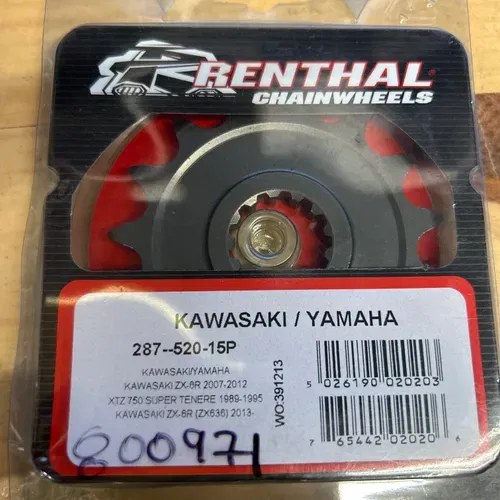 RENTHAL
CHAINWHEELS
KAWASAKI / YAMAHA
287--520-15P
KAWASAKI/YAMAHA
KAWASAKI ZX-6R 2007-2012
XTZ 750 SUPER TENERE 1989-1995
KAWASAKI ZX-6R (ZX636) 2013-
WO:391213
5 026190 020203
7 65442 02020 6
800971